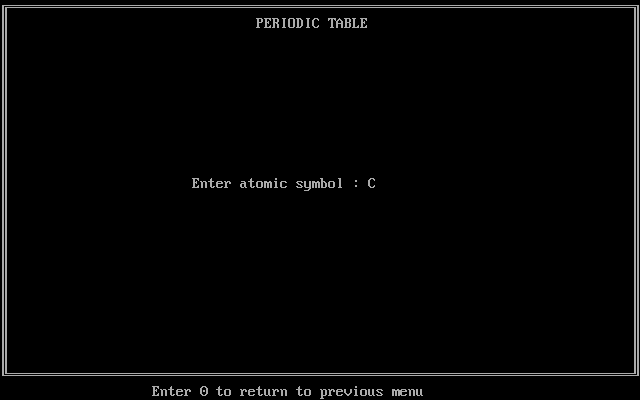 PERIODIC TABLE
Enter atomic symbol : C
Enter 0 to return to previous menu